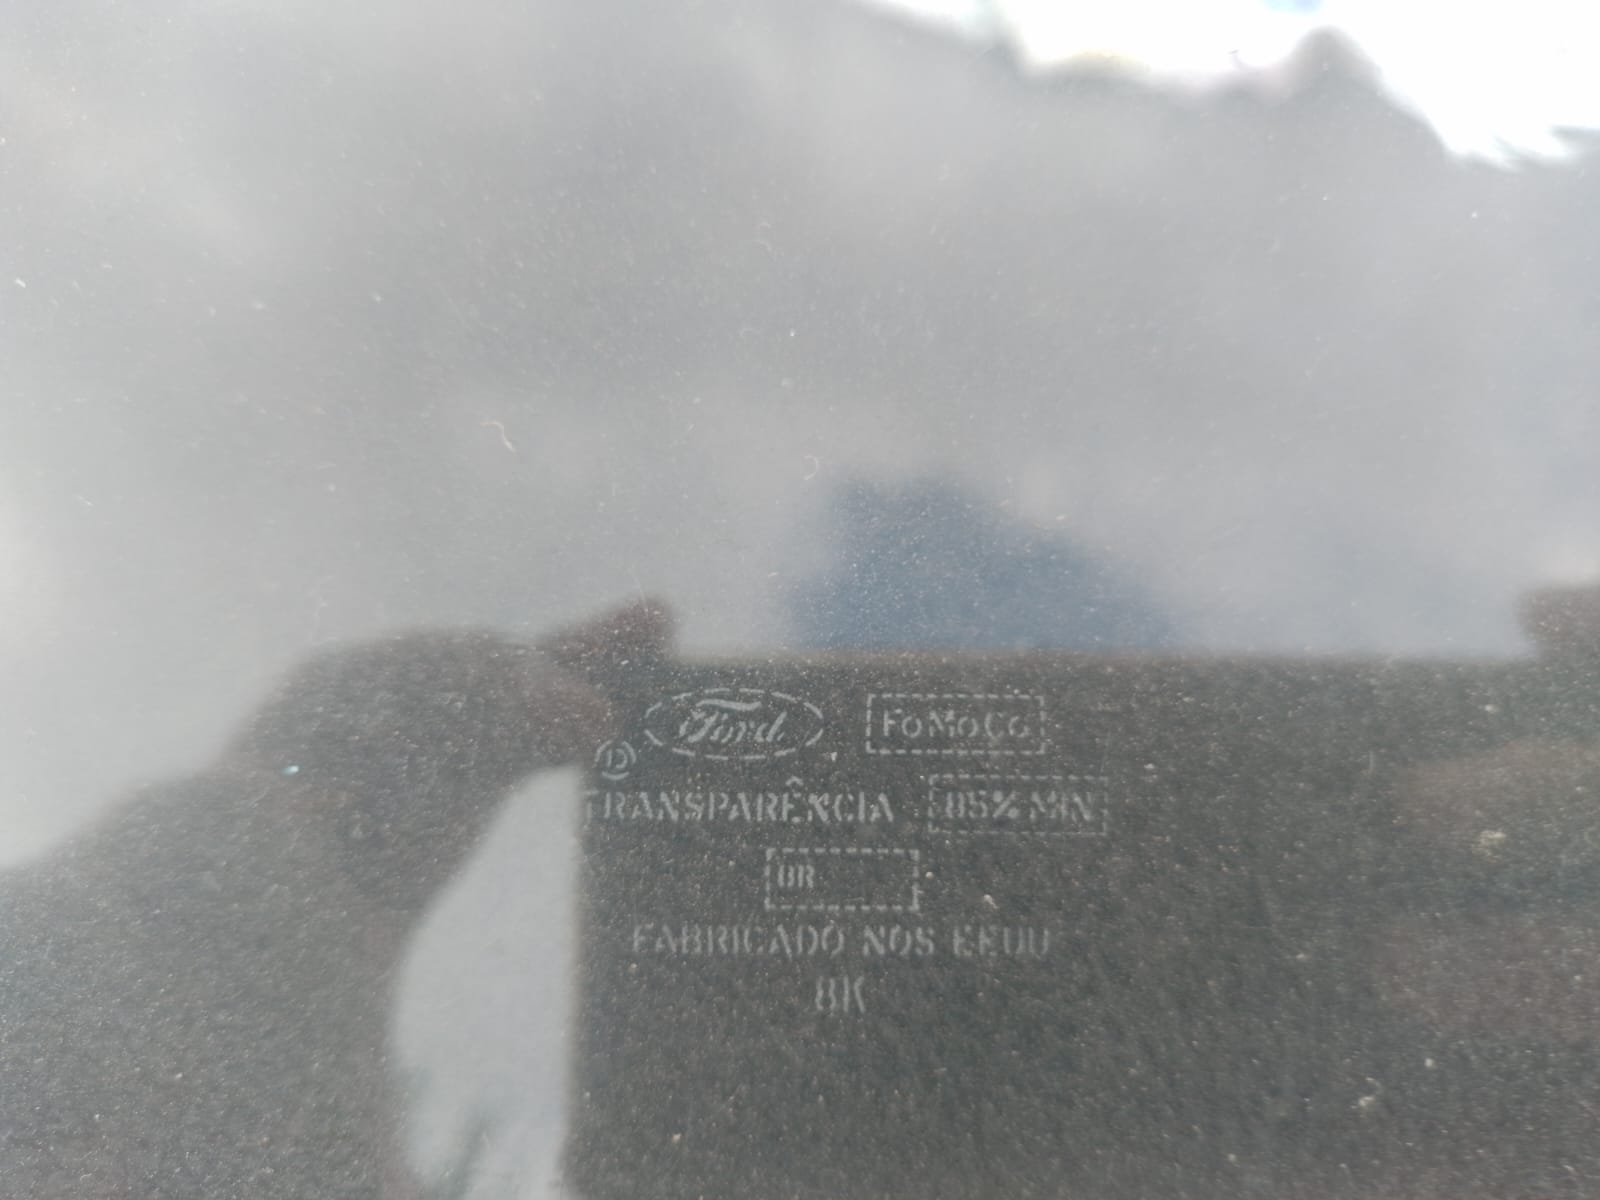 Ford FoMoCo
D
TRANSPARÊNCIA 85% MIN
BR
FABRICADO NOS EEUU
8K